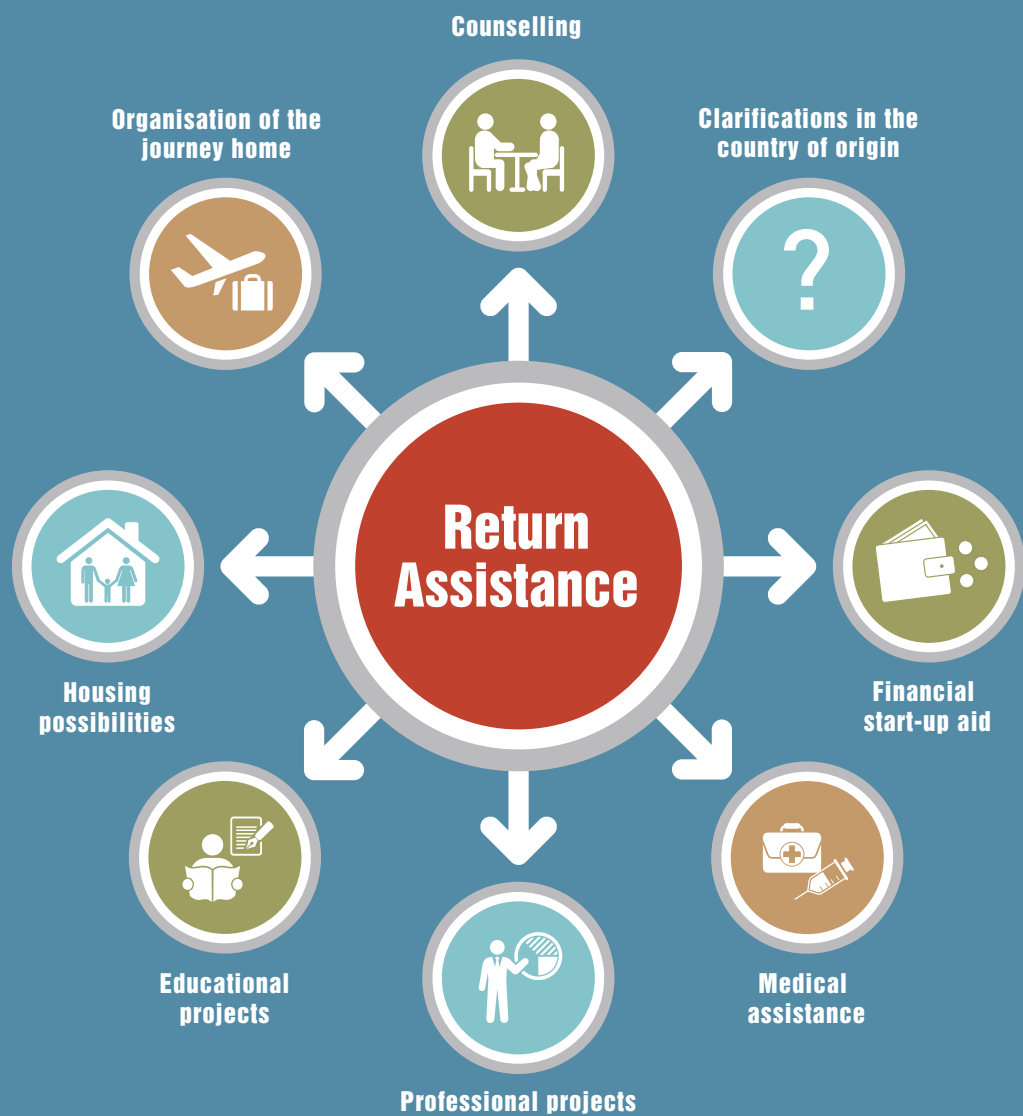 Counselling
Organisation of the
journey home
Clarifications in the
country of origin
Return
Assistance
Housing
possibilities
Financial
start-up aid
Educational
projects
Medical
assistance
Professional projects